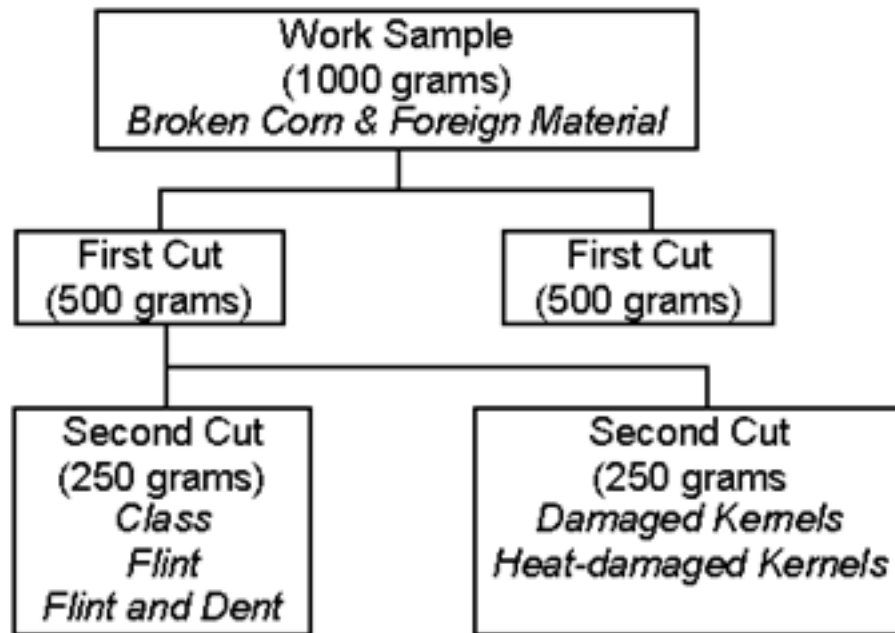 Work Sample
(1000 grams)
Broken Corn & Foreign Material
First Cut
(500 grams)
First Cut
(500 grams)
Second Cut
(250 grams)
Class
Flint
Flint and Dent
Second Cut
(250 grams
Damaged Kernels
Heat-damaged Kernels